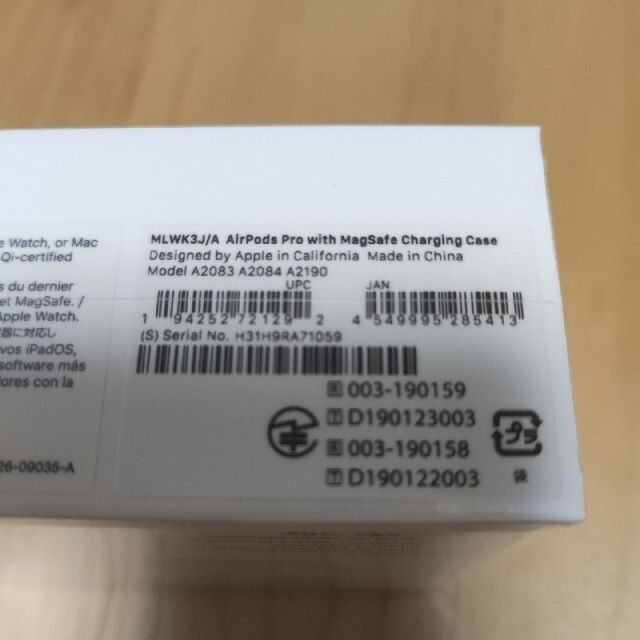 e Watch, or Mac
Qi-certified
s du dernier
et MagSafe. /
Apple Watch.
器に対応し
vos iPadOS,
software más
dores con la
26-09035-A
MLWK3J/A AirPods Pro with MagSafe Charging Case
Designed by Apple in California Made in China
Model A2083 A2084 A2190
UPC
JAN
1 94252 72129 2
4 549995 285413
(S) Serial No. H31H9RA71059
R 003-190159
T D190123003
R 003-190158
T D190122003
プラ
袋